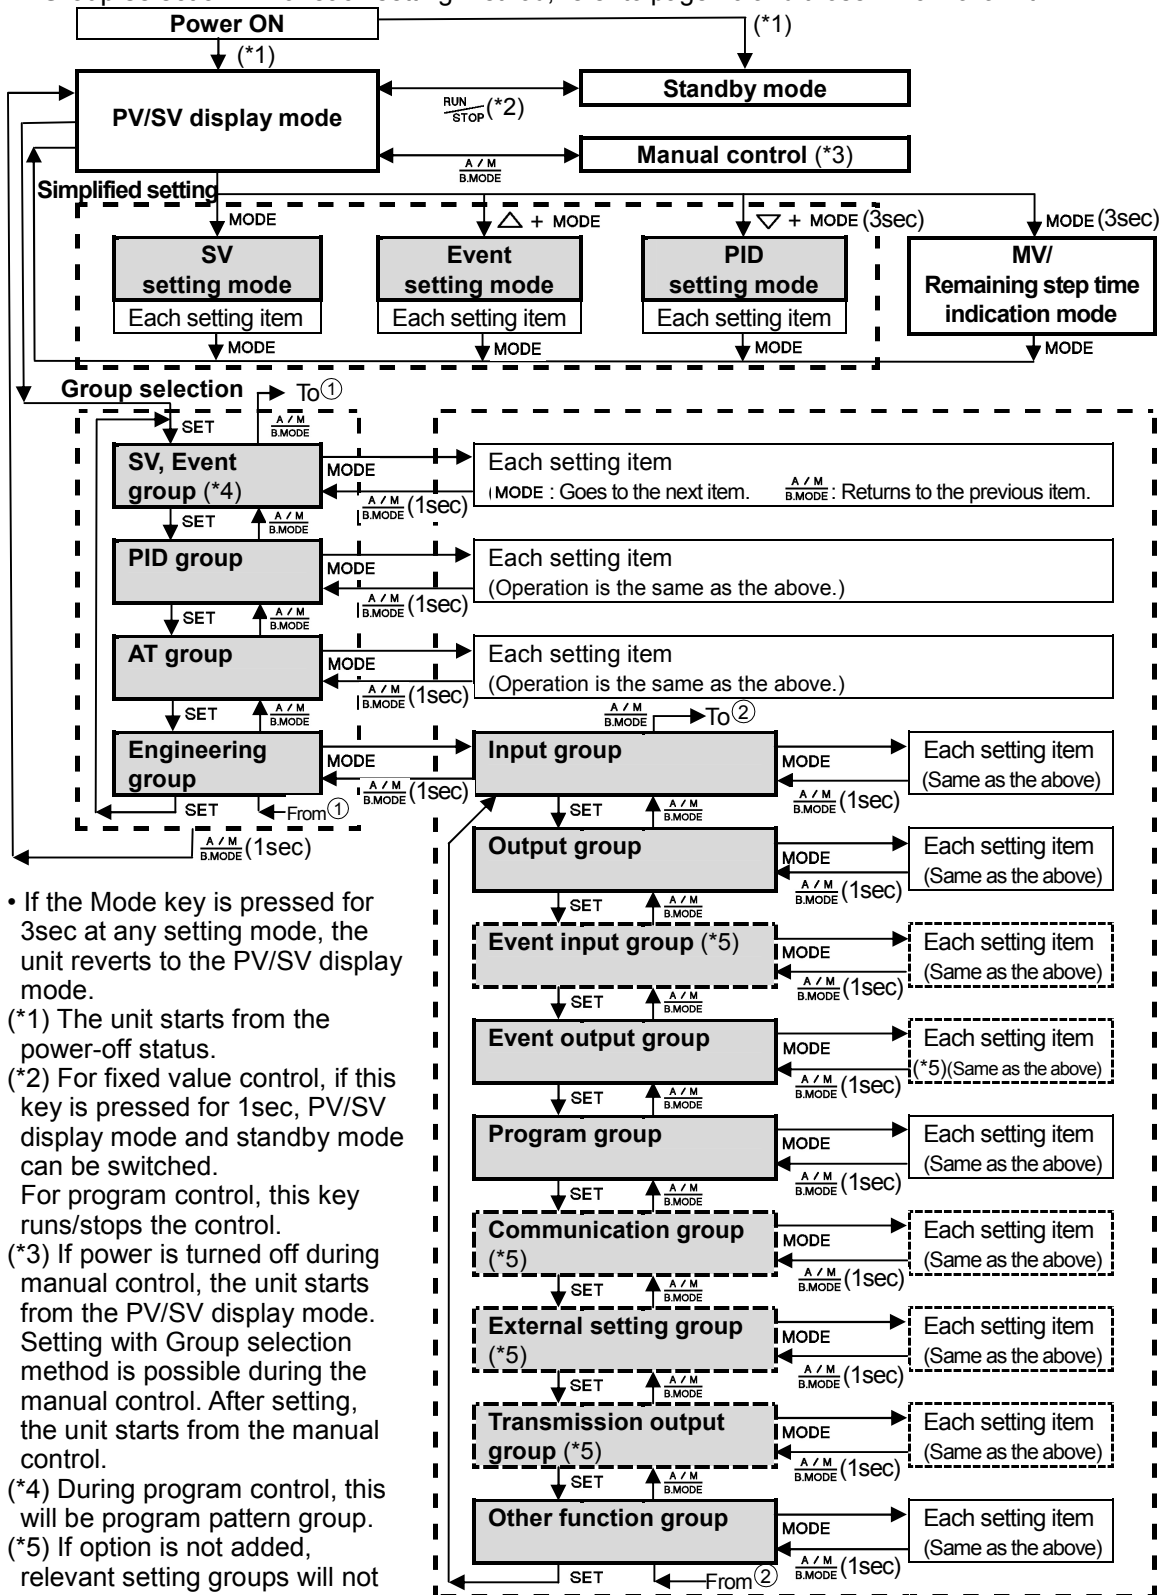 Power ON
(*1)
(*1)
PV/SV display mode
Standby mode
RUN
STOP (*2)
Manual control (*3)
A / M
B.MODE
Simplified setting
MODE
△ + MODE
▽ + MODE (3sec)
MODE (3sec)
SV
setting mode
Each setting item
Event
setting mode
Each setting item
PID
setting mode
Each setting item
MV/
Remaining step time
indication mode
MODE
MODE
MODE
MODE
Group selection
To①
SET
A / M
B.MODE
SV, Event
group (*4)
MODE
A / M
B.MODE (1sec)
Each setting item
(MODE : Goes to the next item. A / M
B.MODE : Returns to the previous item.
SET
A / M
B.MODE
PID group
MODE
A / M
B.MODE (1sec)
Each setting item
(Operation is the same as the above.)
SET
A / M
B.MODE
AT group
MODE
A / M
B.MODE (1sec)
Each setting item
(Operation is the same as the above.)
SET
A / M
B.MODE
A / M
B.MODE
To②
Engineering
group
MODE
A / M
B.MODE (1sec)
SET
From①
A / M
B.MODE (1sec)
Input group
MODE
A / M
B.MODE (1sec)
Each setting item
(Same as the above)
SET
A / M
B.MODE
Output group
MODE
A / M
B.MODE (1sec)
Each setting item
(Same as the above)
SET
A / M
B.MODE
Event input group (*5)
MODE
A / M
B.MODE (1sec)
Each setting item
(Same as the above)
SET
A / M
B.MODE
Event output group
MODE
A / M
B.MODE (1sec)
Each setting item
(*5)(Same as the above)
SET
A / M
B.MODE
Program group
MODE
A / M
B.MODE (1sec)
Each setting item
(Same as the above)
SET
A / M
B.MODE
Communication group
(*5)
MODE
A / M
B.MODE (1sec)
Each setting item
(Same as the above)
SET
A / M
B.MODE
External setting group
(*5)
MODE
A / M
B.MODE (1sec)
Each setting item
(Same as the above)
SET
A / M
B.MODE
Transmission output
group (*5)
MODE
A / M
B.MODE (1sec)
Each setting item
(Same as the above)
SET
A / M
B.MODE
Other function group
MODE
A / M
B.MODE (1sec)
Each setting item
(Same as the above)
SET
From②
• If the Mode key is pressed for
3sec at any setting mode, the
unit reverts to the PV/SV display
mode.
(*1) The unit starts from the
power-off status.
(*2) For fixed value control, if this
key is pressed for 1sec, PV/SV
display mode and standby mode
can be switched.
For program control, this key
runs/stops the control.
(*3) If power is turned off during
manual control, the unit starts
from the PV/SV display mode.
Setting with Group selection
method is possible during the
manual control. After setting,
the unit starts from the manual
control.
(*4) During program control, this
will be program pattern group.
(*5) If option is not added,
relevant setting groups will not